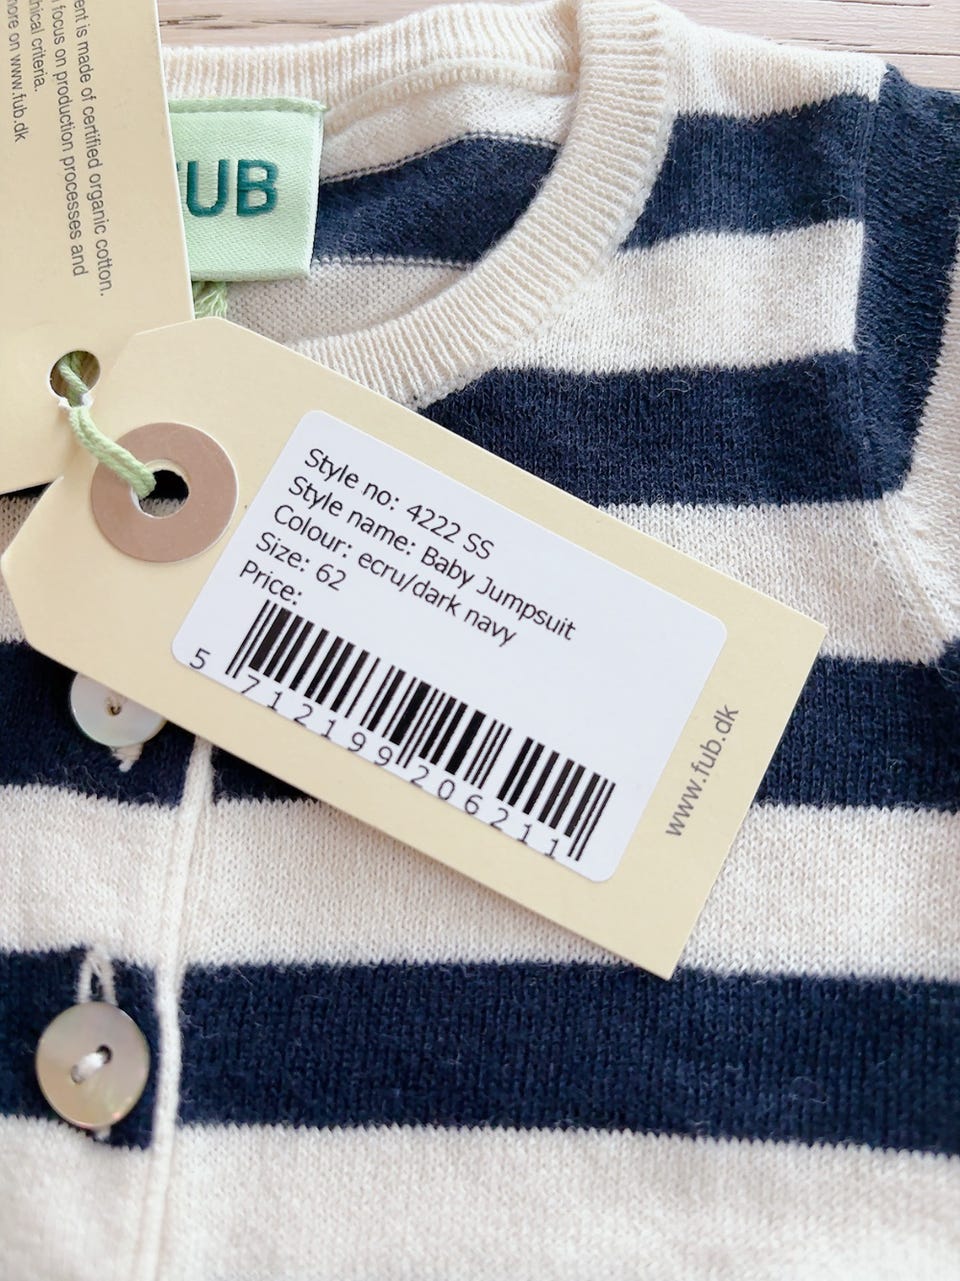 ent is made of certified organic cotton.
focus on production processes and
hical criteria.
nore on www.fub.dk
FUB
Style no: 4222 SS
Style name: Baby Jumpsuit
Colour: ecru/dark navy
Size: 62
Price:
5 712199 206211
www.fub.dk